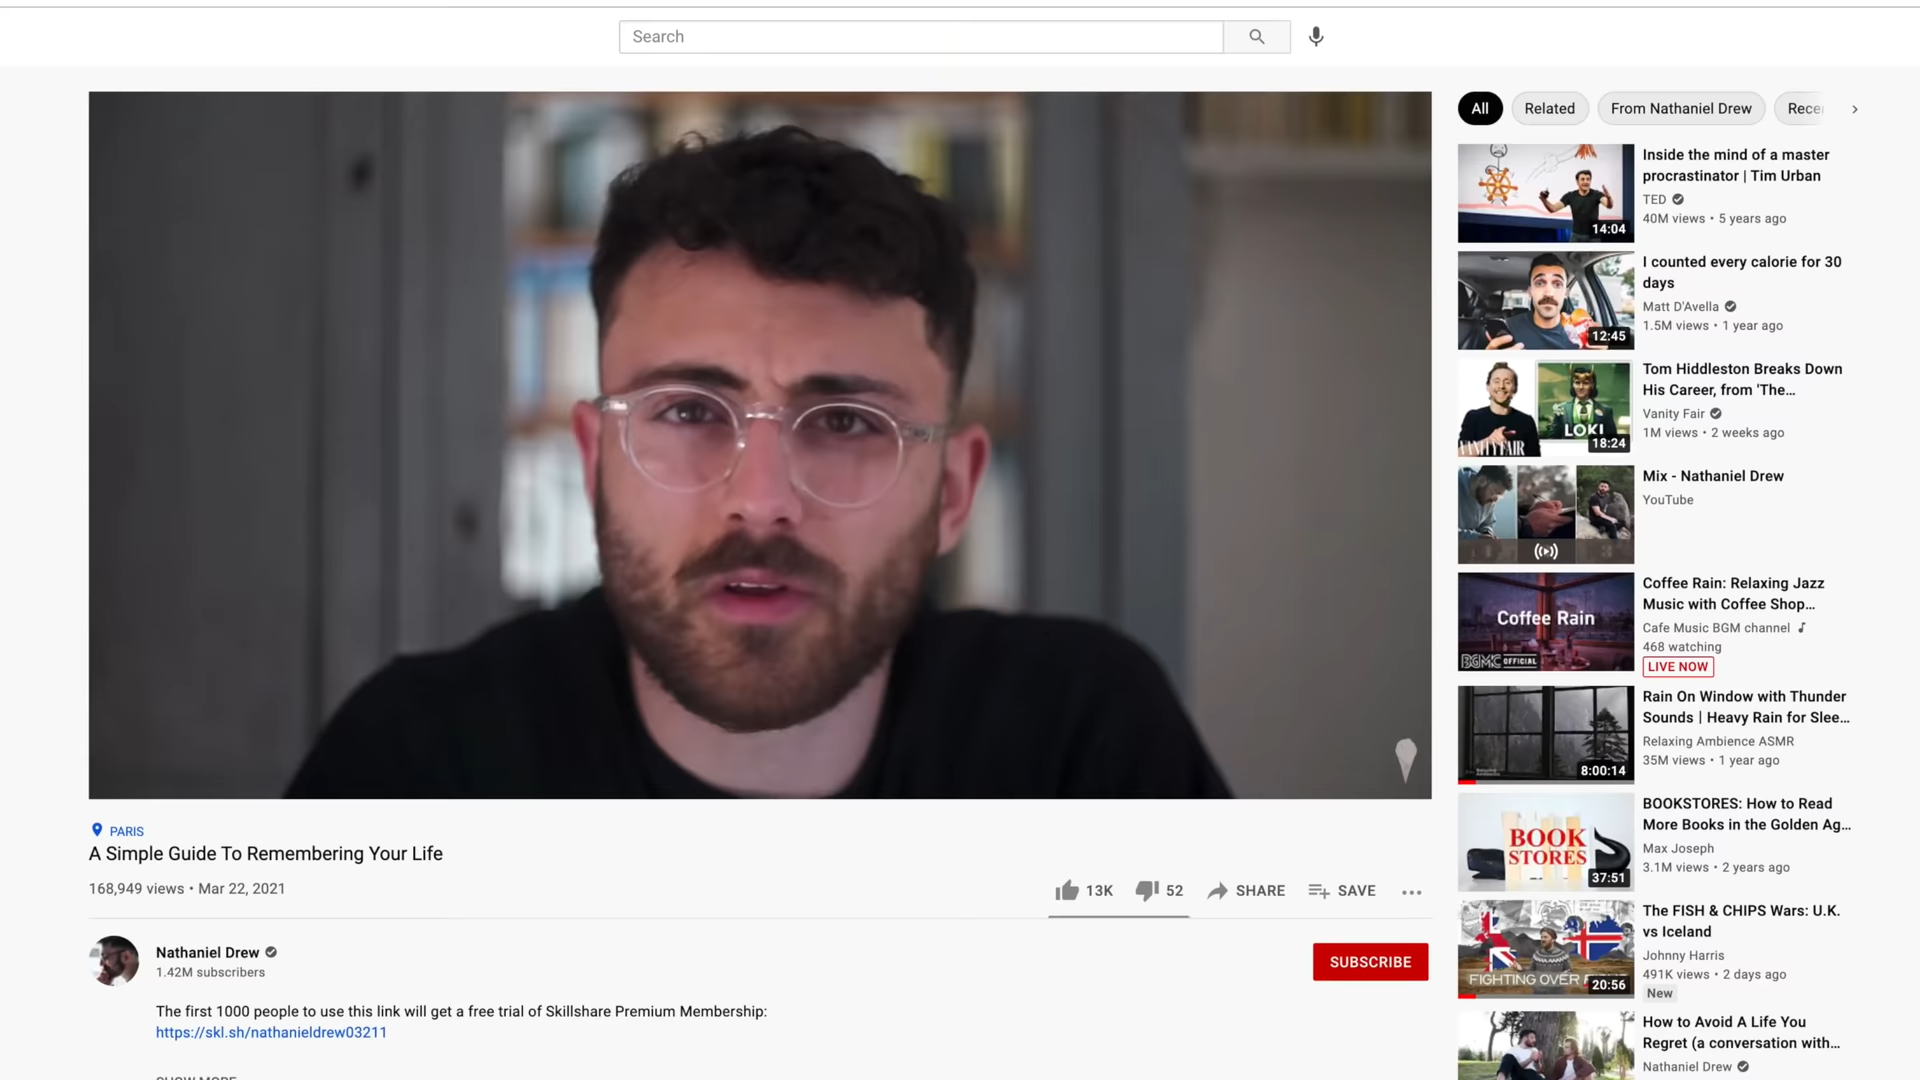 Search
All
Related
From Nathaniel Drew
PARIS
A Simple Guide To Remembering Your Life
168,949 views • Mar 22, 2021
13K
52
SHARE
SAVE
Nathaniel Drew
1.42M subscribers
SUBSCRIBE
The first 1000 people to use this link will get a free trial of Skillshare Premium Membership:
https://skl.sh/nathanieldrew03211
SHOW MORE
14:04
Inside the mind of a master
procrastinator | Tim Urban
TED
40M views • 5 years ago
12:45
I counted every calorie for 30
days
Matt D'Avella
1.5M views • 1 year ago
LOKI
VANITY FAIR
18:24
Tom Hiddleston Breaks Down
His Career, from 'The...
Vanity Fair
1M views • 2 weeks ago
Mix - Nathaniel Drew
YouTube
Coffee Rain
BGMC OFFICIAL
Coffee Rain: Relaxing Jazz
Music with Coffee Shop...
Cafe Music BGM channel
468 watching
LIVE NOW
8:00:14
Rain On Window with Thunder
Sounds | Heavy Rain for Slee...
Relaxing Ambience ASMR
35M views • 1 year ago
BOOK
STORES
37:51
BOOKSTORES: How to Read
More Books in the Golden Ag...
Max Joseph
3.1M views • 2 years ago
FIGHTING OVER
20:56
The FISH & CHIPS Wars: U.K.
vs Iceland
Johnny Harris
491K views • 2 days ago
New
How to Avoid A Life You
Regret (a conversation with...
Nathaniel Drew